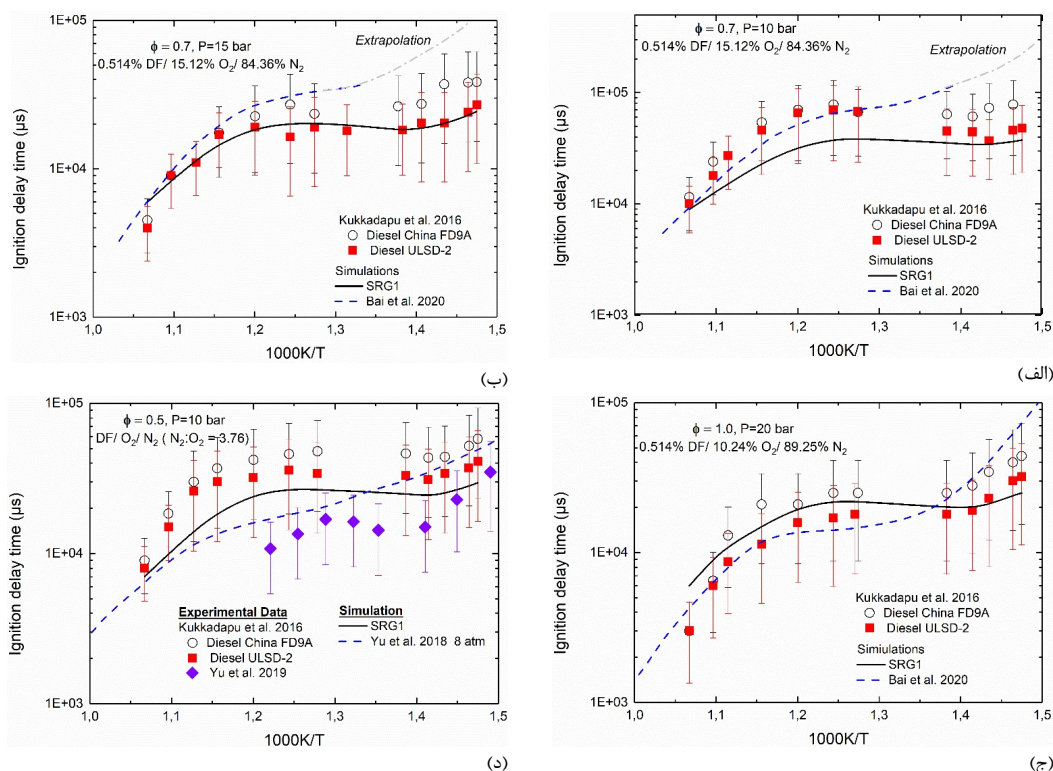 1E+05
1E+04
1E+03
Ignition delay time (µs)
ϕ = 0.7, P=10 bar
0.514% DF/ 15.12% O₂/ 84.36% N₂
Extrapolation
Kukkadapu et al. 2016
Diesel China FD9A
Diesel ULSD-2
Simulations
SRG1
Bai et al. 2020
1,0 1,1 1,2 1,3 1,4 1,5
1000K/T
(الف)
1E+05
1E+04
1E+03
Ignition delay time (µs)
ϕ = 0.7, P=15 bar
0.514% DF/ 15.12% O₂/ 84.36% N₂
Extrapolation
Kukkadapu et al. 2016
Diesel China FD9A
Diesel ULSD-2
Simulations
SRG1
Bai et al. 2020
1,0 1,1 1,2 1,3 1,4 1,5
1000K/T
(ب)
1E+05
1E+04
1E+03
Ignition delay time (µs)
ϕ = 1.0, P=20 bar
0.514% DF/ 10.24% O₂/ 89.25% N₂
Kukkadapu et al. 2016
Diesel China FD9A
Diesel ULSD-2
Simiulations
SRG1
Bai et al. 2020
1,0 1,1 1,2 1,3 1,4 1,5
1000K/T
(ج)
1E+05
1E+04
1E+03
Ignition delay time (µs)
ϕ = 0.5, P=10 bar
DF/ O₂/ N₂ ( N₂:O₂ = 3.76)
Experimental Data
Kukkadapu et al. 2016
Diesel China FD9A
Diesel ULSD-2
Yu et al. 2019
Simulation
SRG1
Yu et al. 2018 8 atm
1,0 1,1 1,2 1,3 1,4 1,5
1000K/T
(د)